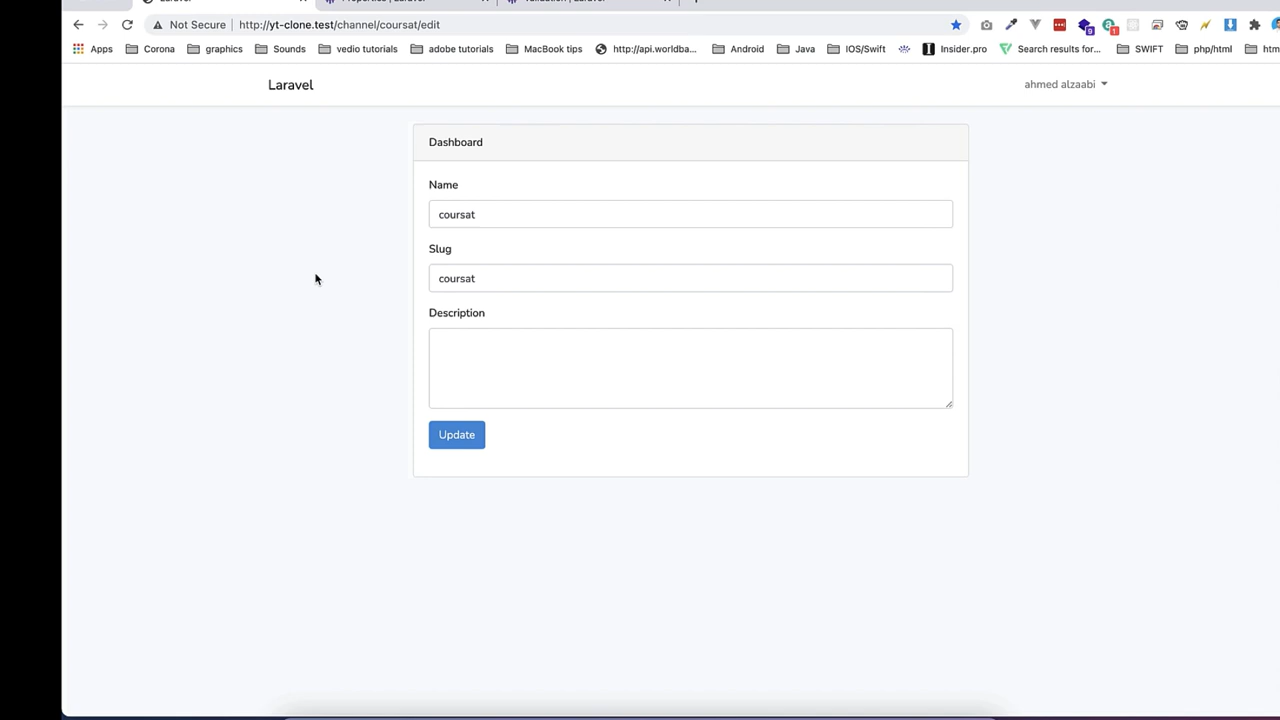 Not Secure http://yt-clone.test/channel/coursat/edit
Apps Corona graphics Sounds vedio tutorials adobe tutorials MacBook tips http://api.worldba... Android Java IOS/Swift Insider.pro Search results for... SWIFT php/html
Laravel ahmed alzaabi
Dashboard
Name
coursat
Slug
coursat
Description
Update